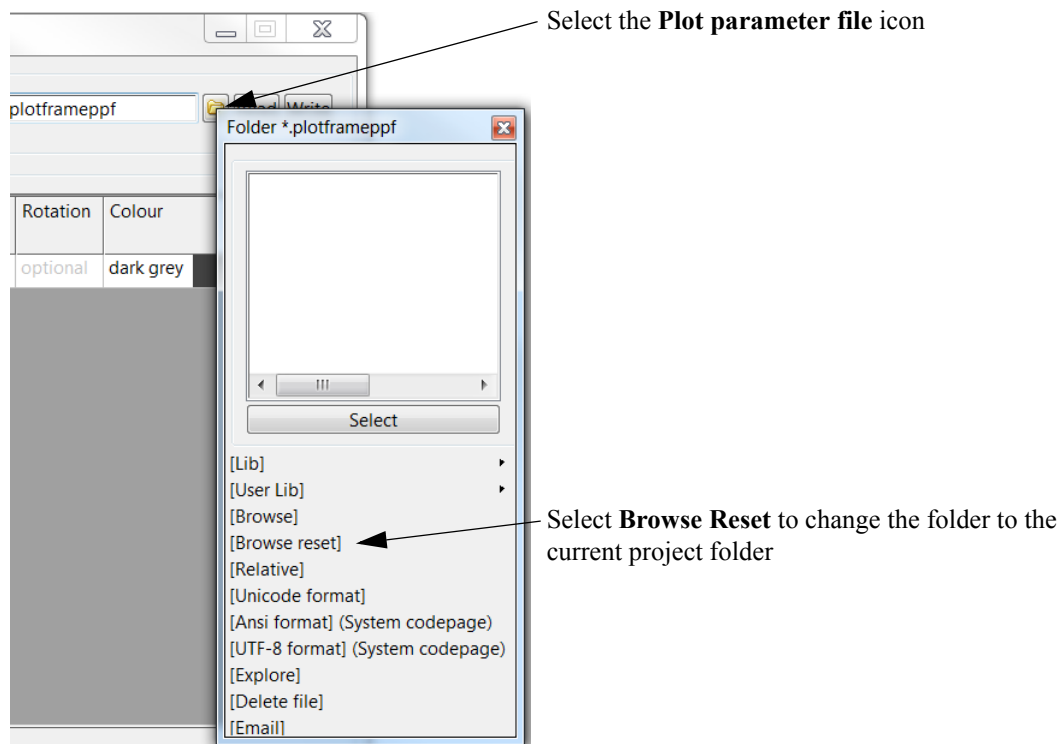 Select the Plot parameter file icon
plotframeppf
Folder *.plotframeppf
Rotation Colour
optional dark grey
Select
[Lib]
[User Lib]
[Browse]
[Browse reset]
[Relative]
[Unicode format]
[Ansi format] (System codepage)
[UTF-8 format] (System codepage)
[Explore]
[Delete file]
[Email]
Select Browse Reset to change the folder to the
current project folder